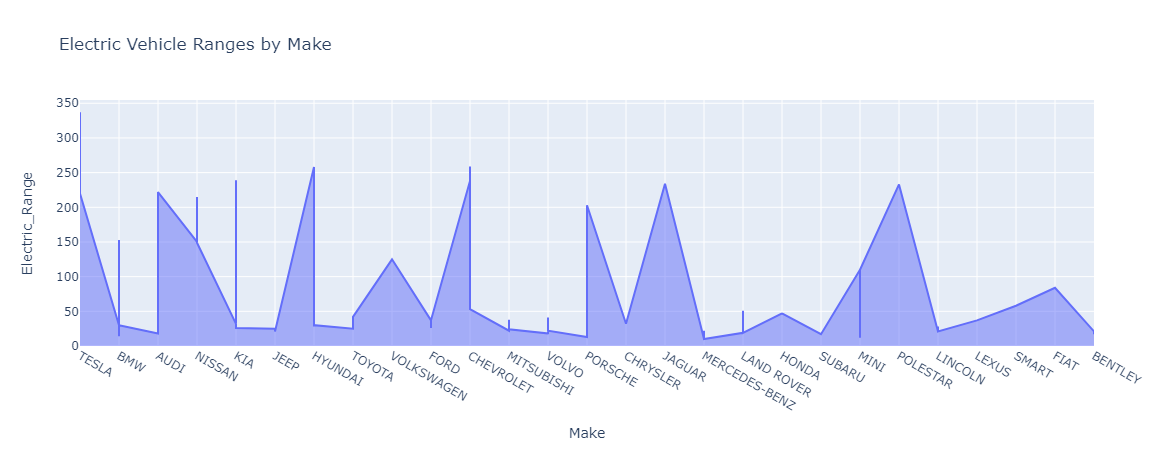 Electric Vehicle Ranges by Make
Electric_Range
350
300
250
200
150
100
50
0
TESLA
BMW
AUDI
NISSAN
KIA
JEEP
HYUNDAI
TOYOTA
VOLKSWAGEN
FORD
CHEVROLET
MITSUBISHI
VOLVO
PORSCHE
CHRYSLER
JAGUAR
MERCEDES-BENZ
LAND ROVER
HONDA
SUBARU
MINI
POLESTAR
LINCOLN
LEXUS
SMART
FIAT
BENTLEY
Make